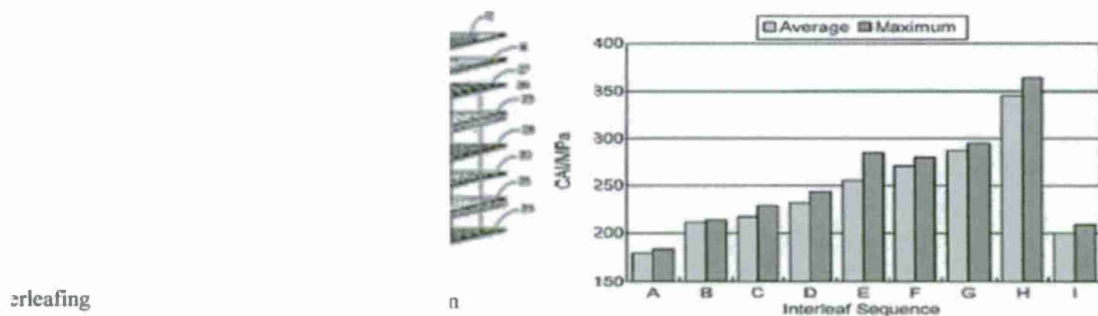 Average Maximum
400
350
300
250
200
150
CAI/MPa
A B C D E F G H I
Interleaf Sequence
erleafing
n